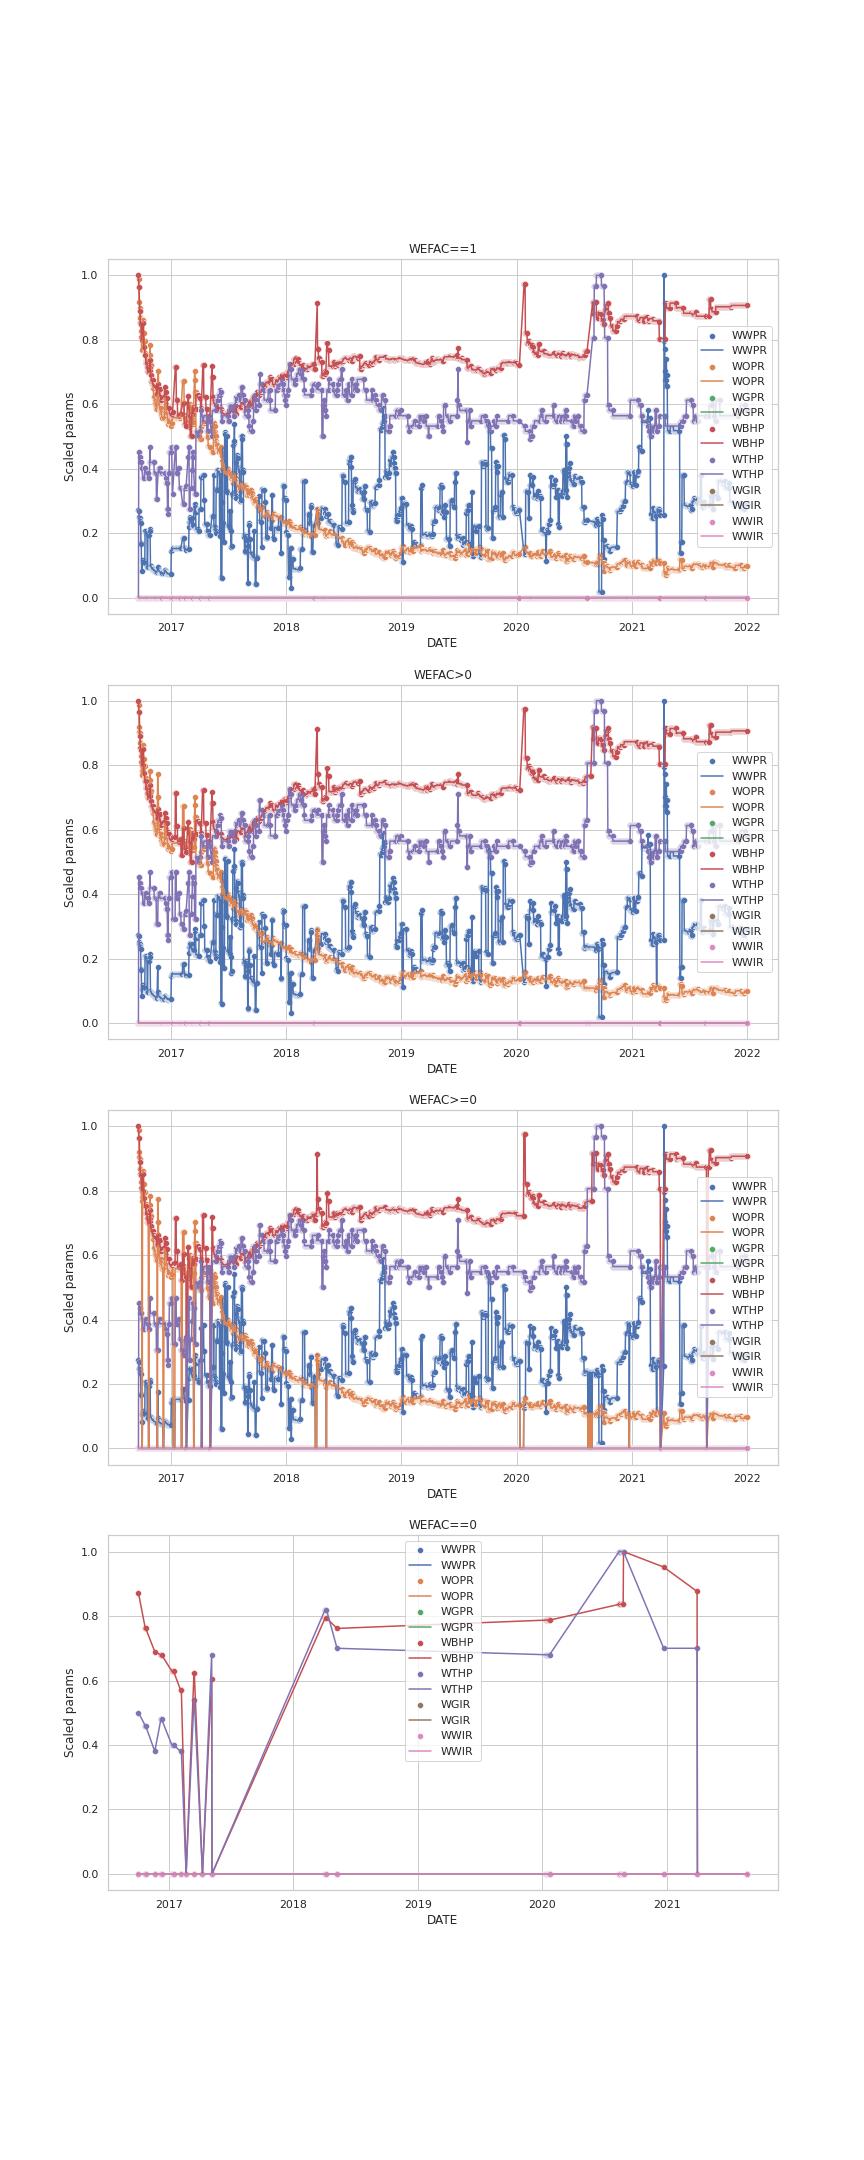 WEFAC==1
1.0
0.8
0.6
0.4
0.2
0.0
Scaled params
WWPR
WWPR
WOPR
WOPR
WGPR
WGPR
WBHP
WBHP
WTHP
WTHP
WGIR
WGIR
WWIR
WWIR
2017 2018 2019 2020 2021 2022
DATE
WEFAC>0
1.0
0.8
0.6
0.4
0.2
0.0
Scaled params
WWPR
WWPR
WOPR
WOPR
WGPR
WGPR
WBHP
WBHP
WTHP
WTHP
WGIR
WGIR
WWIR
WWIR
2017 2018 2019 2020 2021 2022
DATE
WEFAC>=0
1.0
0.8
0.6
0.4
0.2
0.0
Scaled params
WWPR
WWPR
WOPR
WOPR
WGPR
WGPR
WBHP
WBHP
WTHP
WTHP
WGIR
WGIR
WWIR
WWIR
2017 2018 2019 2020 2021 2022
DATE
WEFAC==0
1.0
0.8
0.6
0.4
0.2
0.0
Scaled params
WWPR
WWPR
WOPR
WOPR
WGPR
WGPR
WBHP
WBHP
WTHP
WTHP
WGIR
WGIR
WWIR
WWIR
2017 2018 2019 2020 2021
DATE